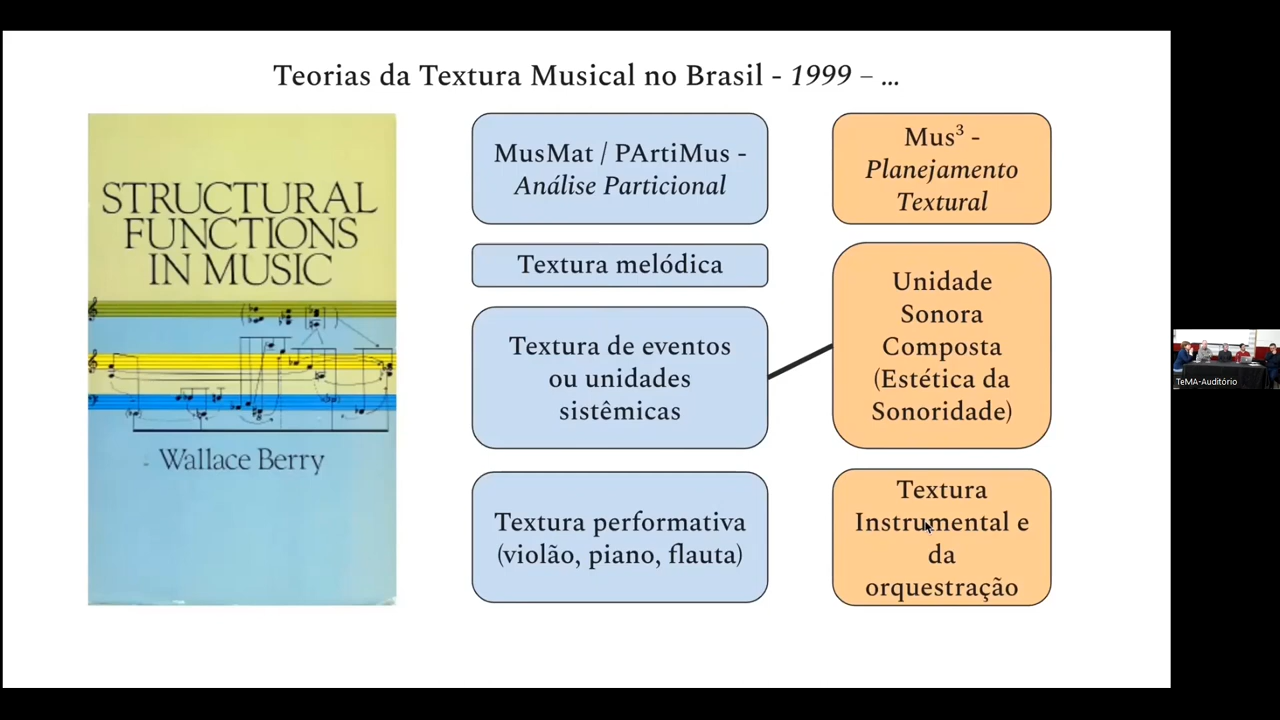 Teorias da Textura Musical no Brasil - 1999 – ...
STRUCTURAL
FUNCTIONS
IN MUSIC
Wallace Berry
MusMat / PArtiMus -
Análise Particional
Textura melódica
Textura de eventos
ou unidades
sistêmicas
Textura performativa
(violão, piano, flauta)
Mus³ -
Planejamento
Textural
Unidade
Sonora
Composta
(Estética da
Sonoridade)
Textura
Instrumental e
da
orquestração
TeMA-Auditório